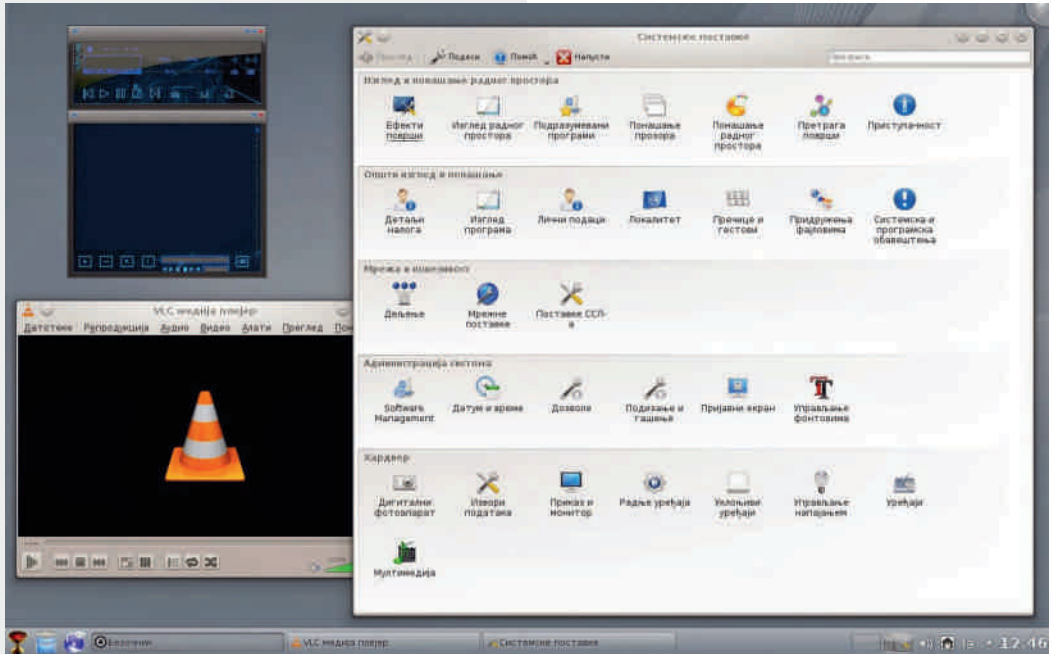 Системске поставке
Подеси Помоћ Напусти
Изглед и понашање радног простора
Ефекти површи
Изглед радног простора
Подразумевани програми
Понашање прозора
Понашање радног простора
Претрага површи
Приступачност
Општи изглед и понашање
Детаљи налога
Изглед програма
Лични подаци
Локалитет
Пречице и гестови
Придружења фајловима
Системска и програмска обавештења
Мрежа и повезивост
Дељење
Мрежне поставке
Поставке ССЛ-а
Администрација система
Software Management
Датум и време
Дозволе
Подизање и гашење
Пријавни екран
Управљање фонтовима
Хардвер
Дигитални фотоапарат
Извори података
Приказ и монитор
Радње уређаја
Уклоњиви уређаји
Управљање напајањем
Уређаји
Мултимедија
VLC медија плејер
Датотеке Репродукција Аудио Видео Алати Преглед
VLC медија плејер
Системске поставке
12:46